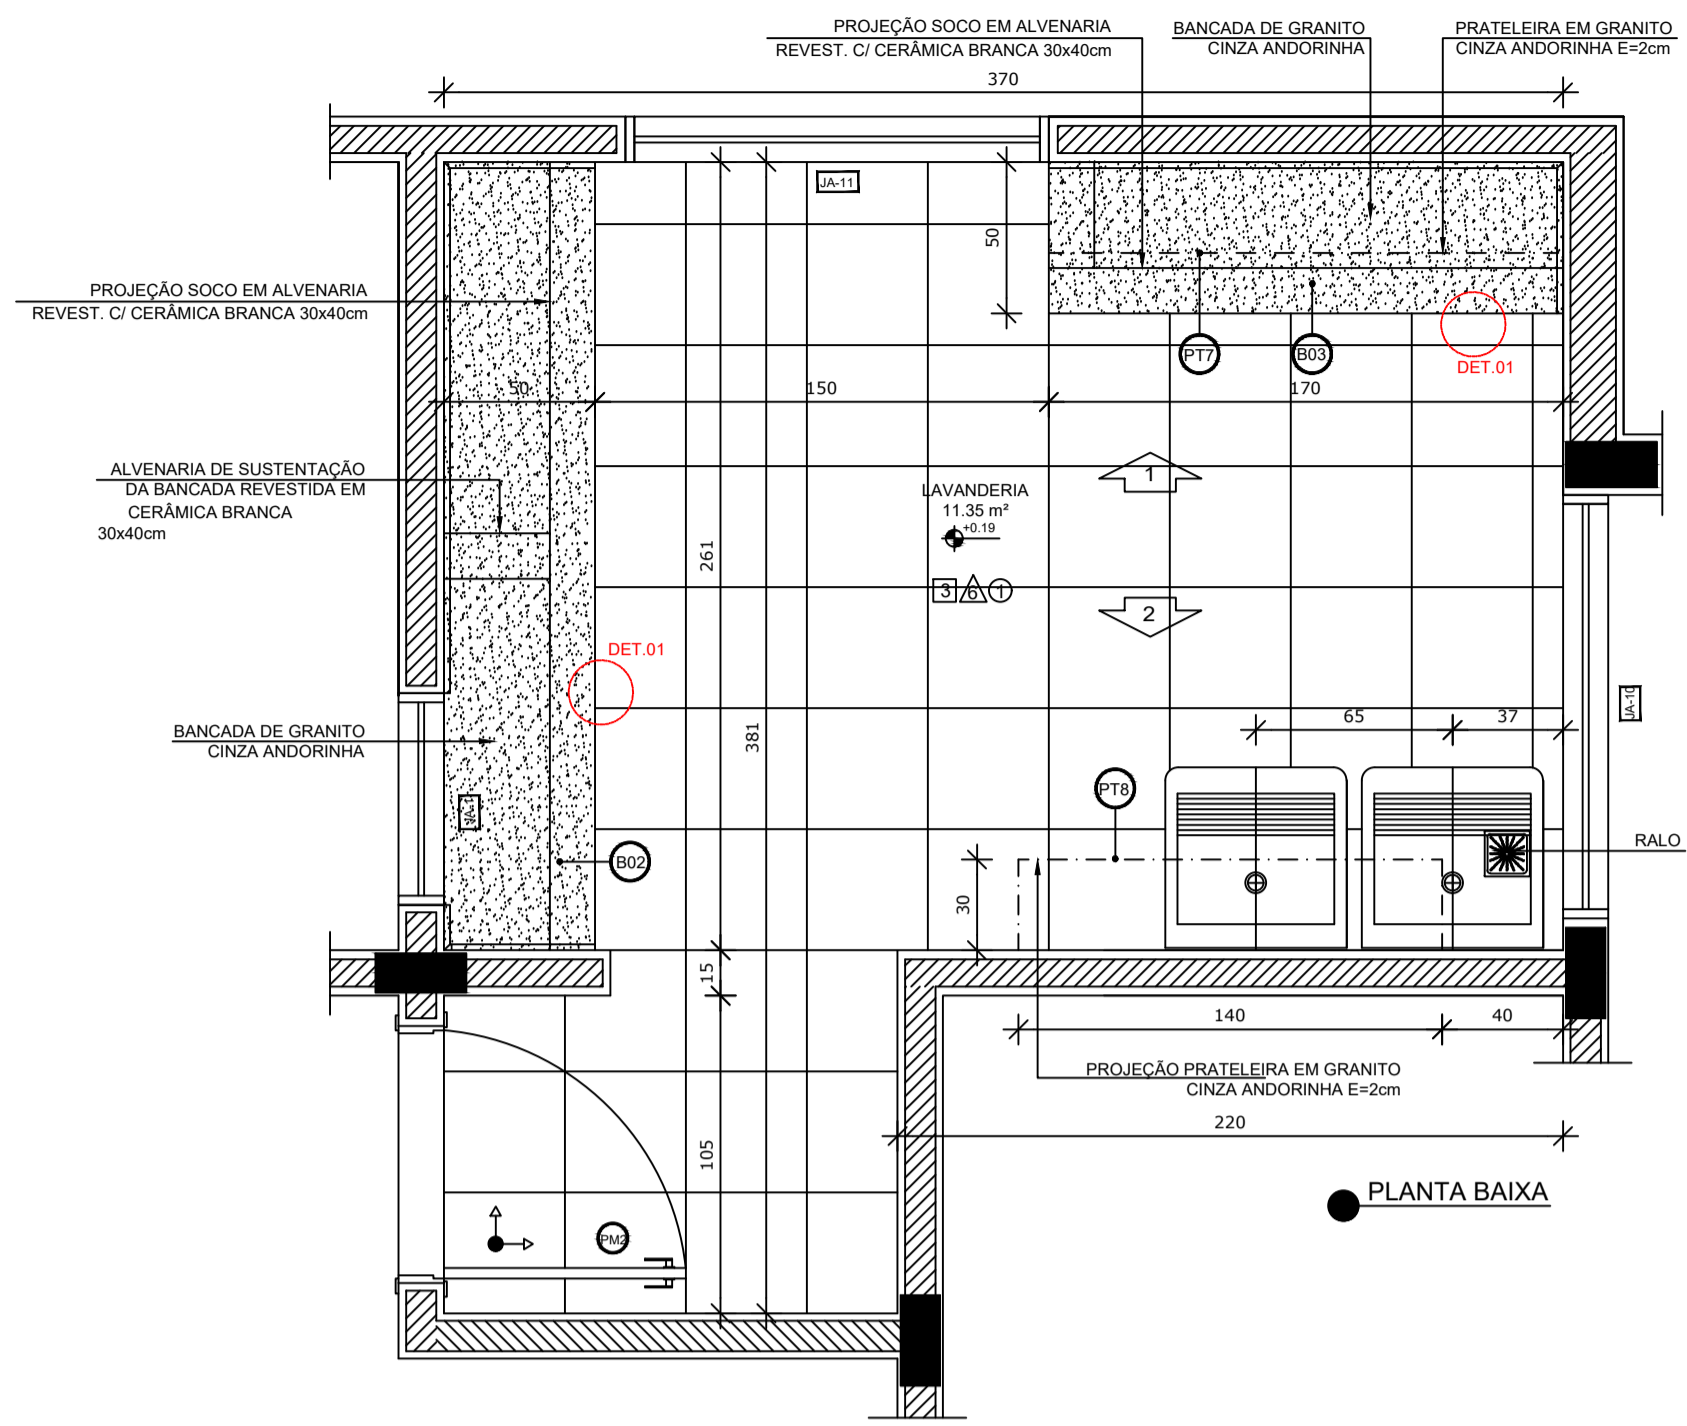 PROJEÇÃO SOCO EM ALVENARIA
REVEST. C/ CERÂMICA BRANCA 30x40cm
BANCADA DE GRANITO
CINZA ANDORINHA
PRATELEIRA EM GRANITO
CINZA ANDORINHA E=2cm
370
JA-11
50
PROJEÇÃO SOCO EM ALVENARIA
REVEST. C/ CERÂMICA BRANCA 30x40cm
PT7
B03
DET.01
50
150
170
ALVENARIA DE SUSTENTAÇÃO
DA BANCADA REVESTIDA EM
CERÂMICA BRANCA
30x40cm
1
LAVANDERIA
11.35 m²
+0.19
261
3
6
1
2
DET.01
BANCADA DE GRANITO
CINZA ANDORINHA
381
65
37
JA-10
PT8
RALO
B02
30
15
140
40
PROJEÇÃO PRATELEIRA EM GRANITO
CINZA ANDORINHA E=2cm
220
105
PLANTA BAIXA
PM2